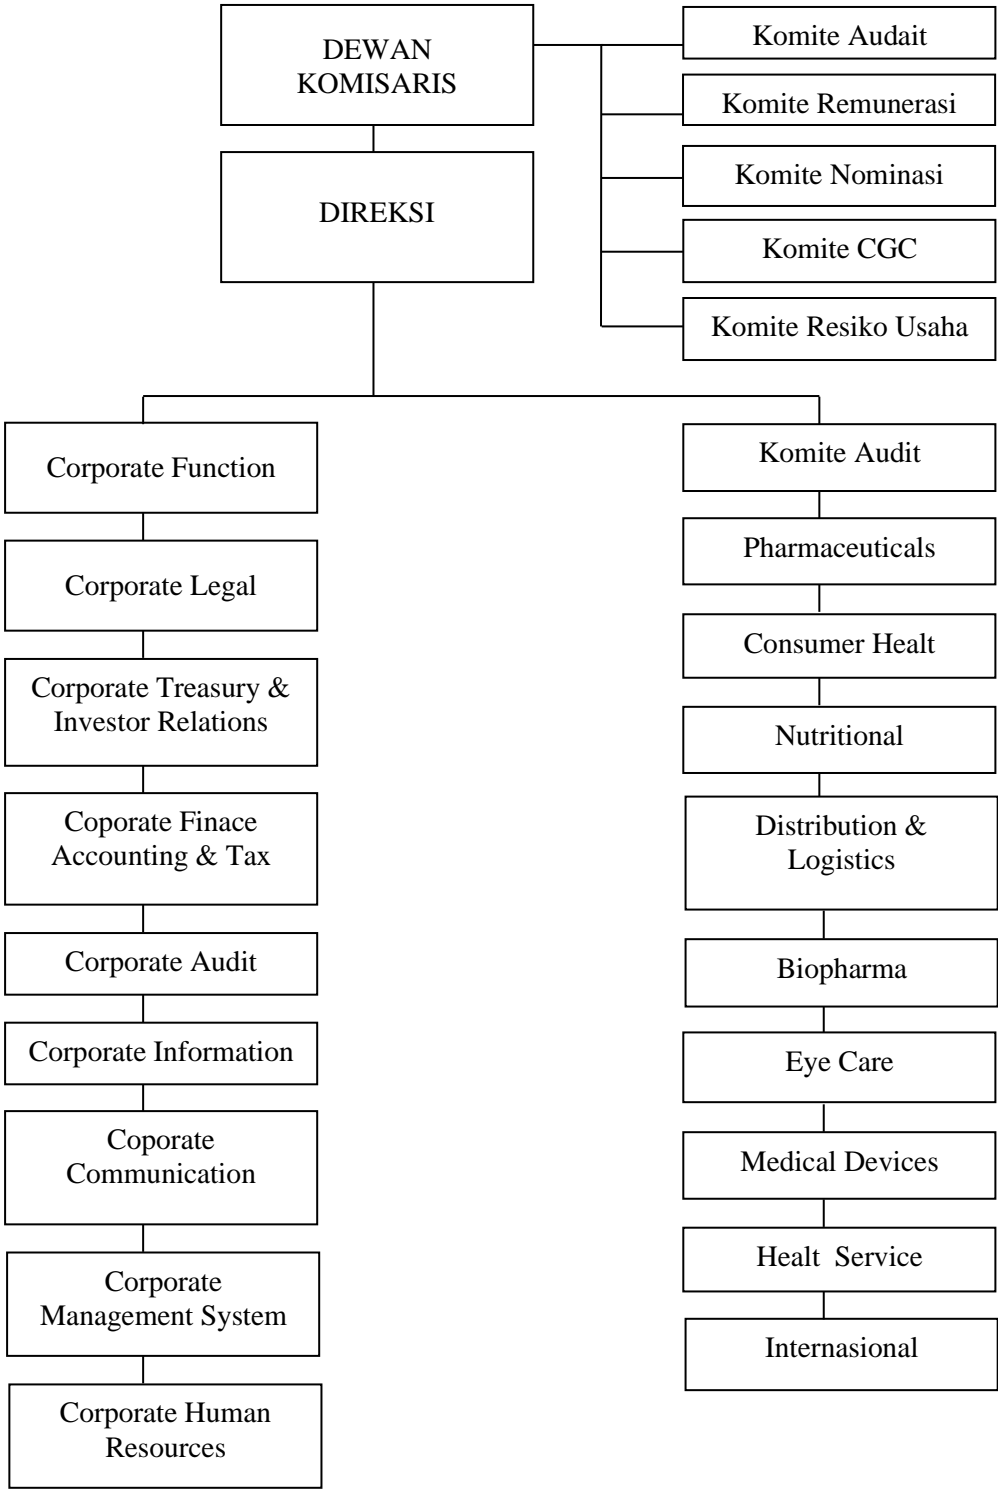 DEWAN
KOMISARIS
DIREKSI
Komite Audait
Komite Remunerasi
Komite Nominasi
Komite CGC
Komite Resiko Usaha
Corporate Function
Corporate Legal
Corporate Treasury &
Investor Relations
Coporate Finace
Accounting & Tax
Corporate Audit
Corporate Information
Coporate
Communication
Corporate
Management System
Corporate Human
Resources
Komite Audit
Pharmaceuticals
Consumer Healt
Nutritional
Distribution &
Logistics
Biopharma
Eye Care
Medical Devices
Healt  Service
Internasional